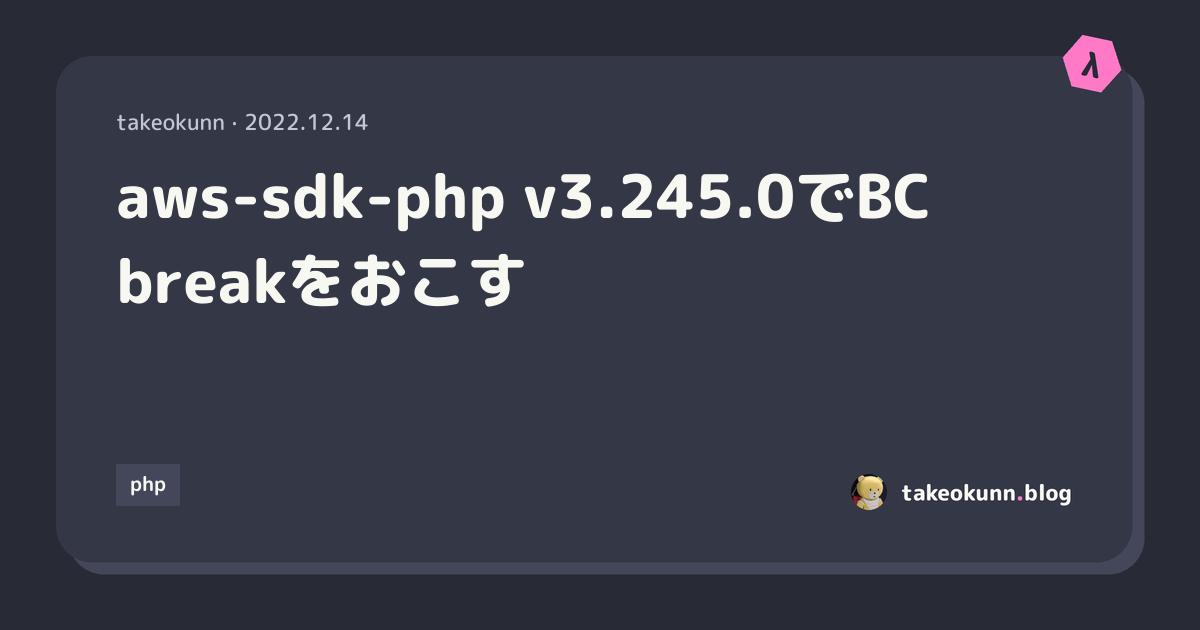 takeokunn · 2022.12.14
λ
aws-sdk-php v3.245.0でBC
breakをおこす
php
takeokunn.blog